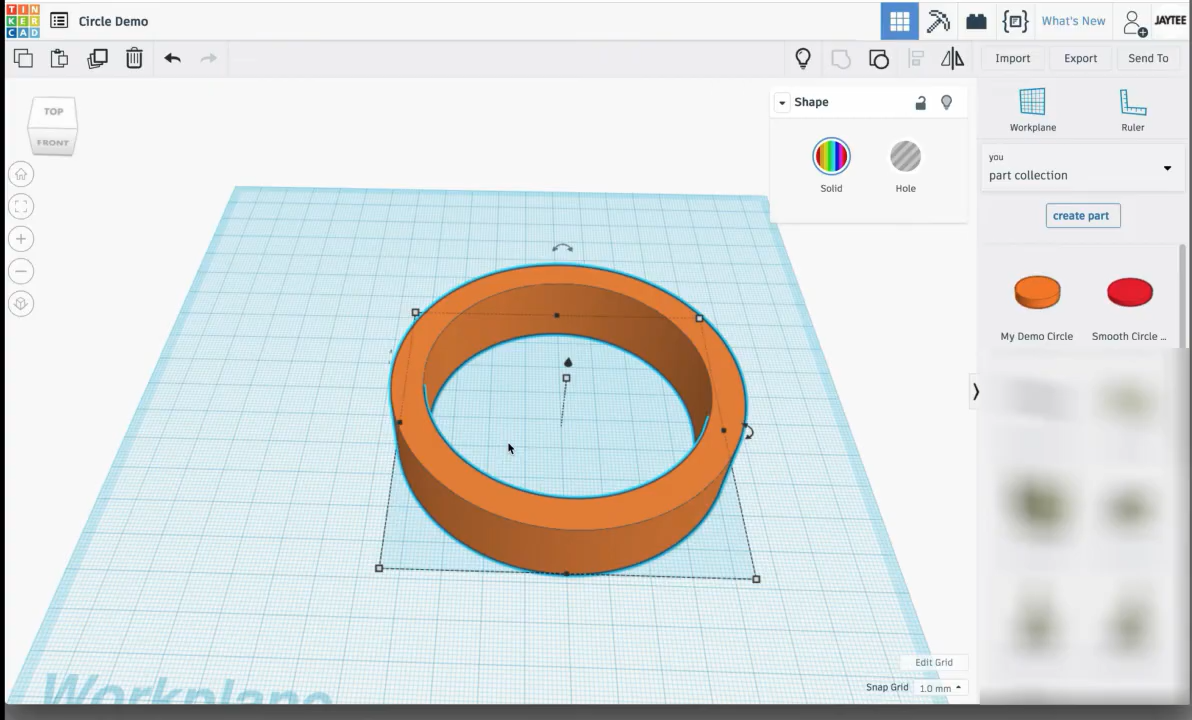 TIN
KER
CAD
Circle Demo
What's New
JAYTEE
Import
Export
Send To
TOP
FRONT
Shape
Solid
Hole
Workplane
Ruler
you
part collection
create part
My Demo Circle
Smooth Circle ...
Edit Grid
Snap Grid
1.0 mm
Workplane